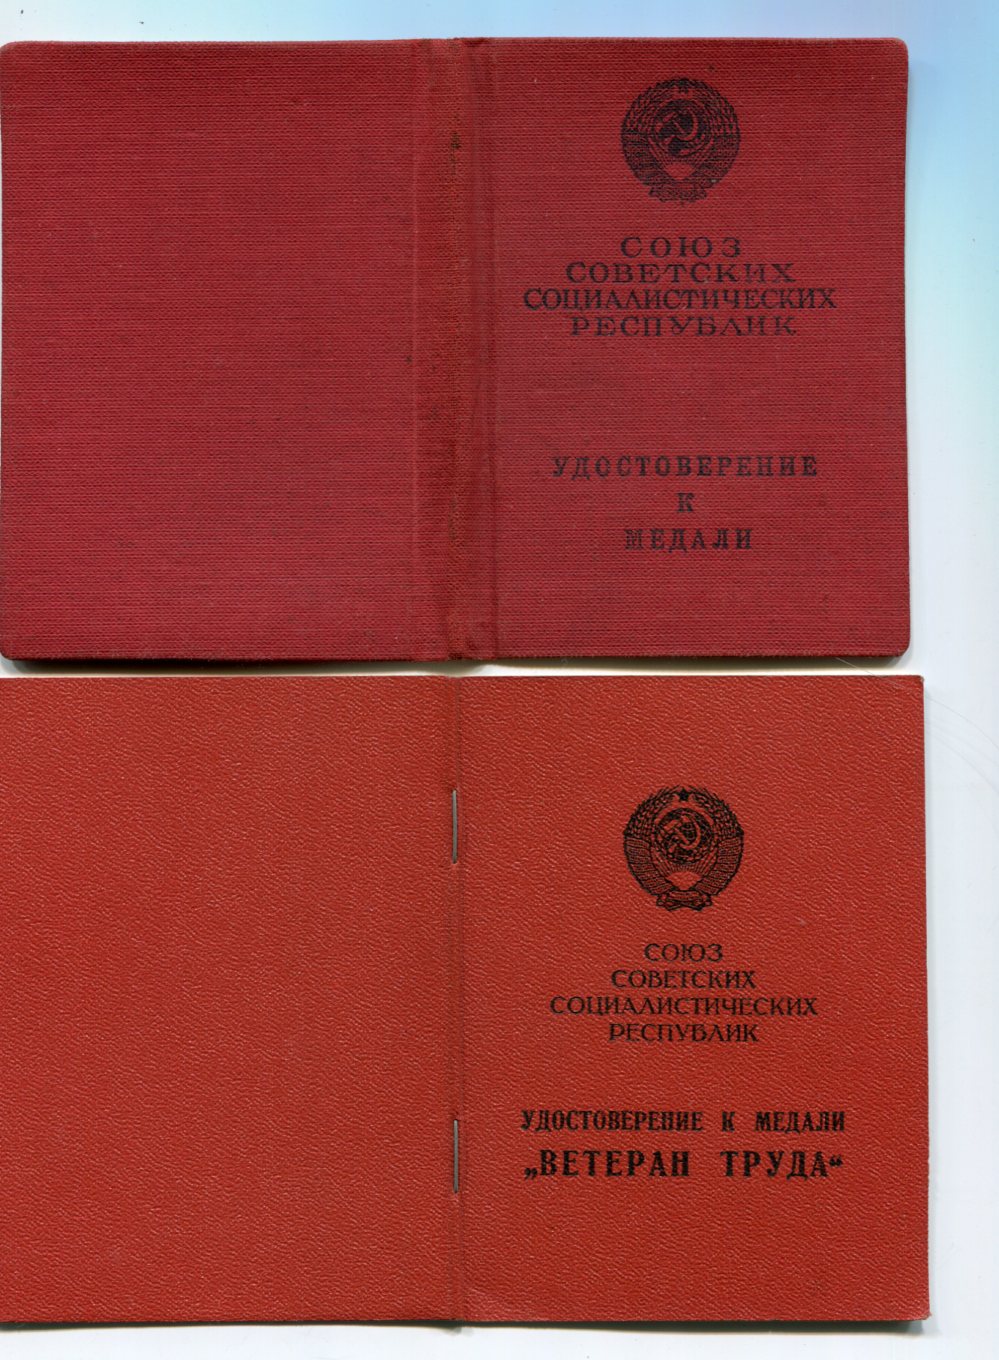 СОЮЗ
СОВЕТСКИХ
СОЦИАЛИСТИЧЕСКИХ
РЕСПУБЛИК
УДОСТОВЕРЕНИЕ
К
МЕДАЛИ
СОЮЗ
СОВЕТСКИХ
СОЦИАЛИСТИЧЕСКИХ
РЕСПУБЛИК
УДОСТОВЕРЕНИЕ К МЕДАЛИ
„ВЕТЕРАН ТРУДА“